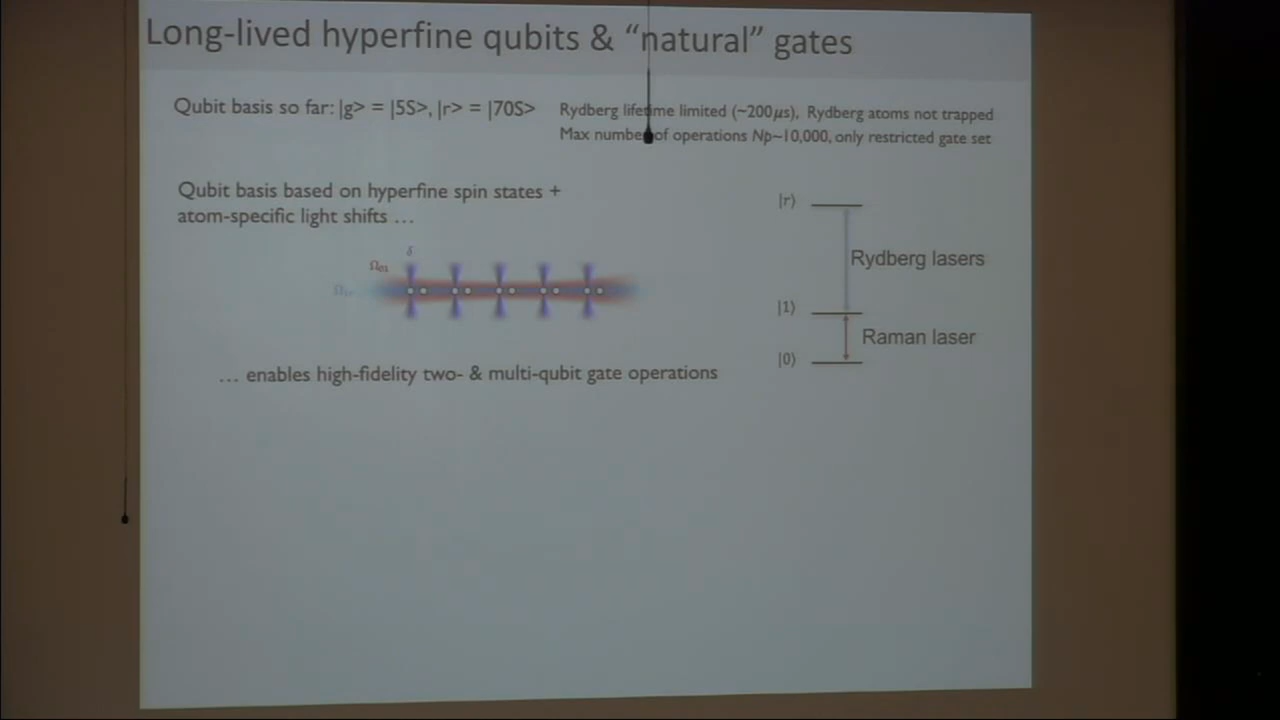 Long-lived hyperfine qubits & “natural” gates
Qubit basis so far: |g> = |5S>, |r> = |70S>
Rydberg lifetime limited (~200μs), Rydberg atoms not trapped
Max number of operations Np~10,000, only restricted gate set
Qubit basis based on hyperfine spin states +
atom-specific light shifts …
δ
|r⟩
Rydberg lasers
|1⟩
Raman laser
|0⟩
… enables high-fidelity two- & multi-qubit gate operations